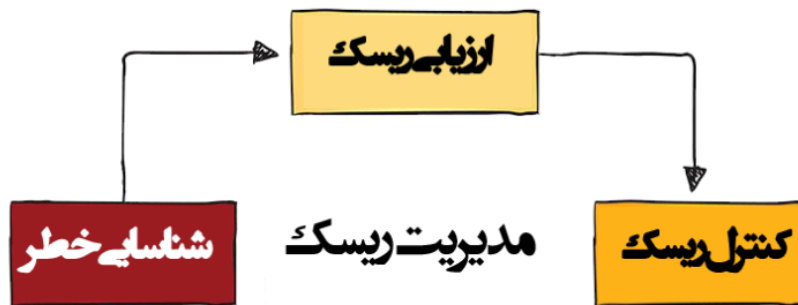 ارزیابی ریسک
شناسایی خطر
مدیریت ریسک
کنترل ریسک